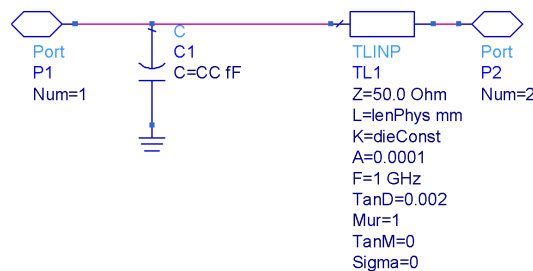 Port
P1
Num=1
C
C1
C=CC fF
TLINP
TL1
Z=50.0 Ohm
L=lenPhys mm
K=dieConst
A=0.0001
F=1 GHz
TanD=0.002
Mur=1
TanM=0
Sigma=0
Port
P2
Num=2